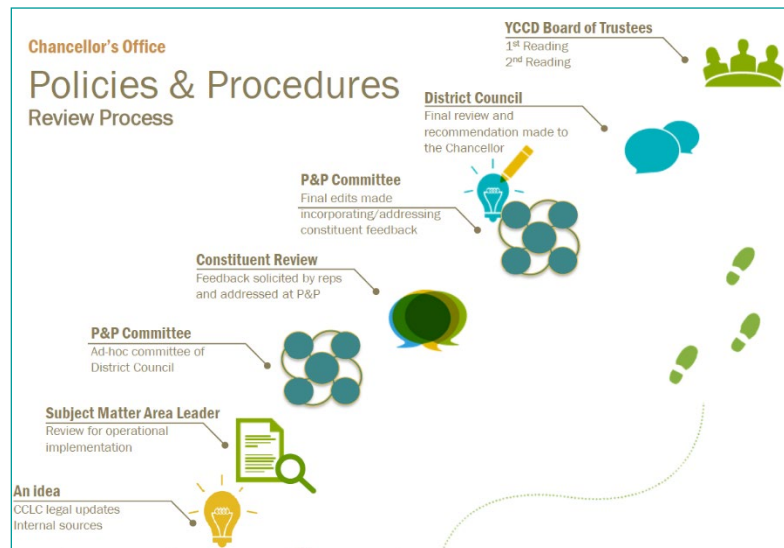 Chancellor's Office
Policies & Procedures
Review Process
YCCD Board of Trustees
1st Reading
2nd Reading
District Council
Final review and
recommendation made to
the Chancellor
P&P Committee
Final edits made
incorporating/addressing
constituent feedback
Constituent Review
Feedback solicited by reps
and addressed at P&P
P&P Committee
Ad-hoc committee of
District Council
Subject Matter Area Leader
Review for operational
implementation
An idea
CCLC legal updates
Internal sources